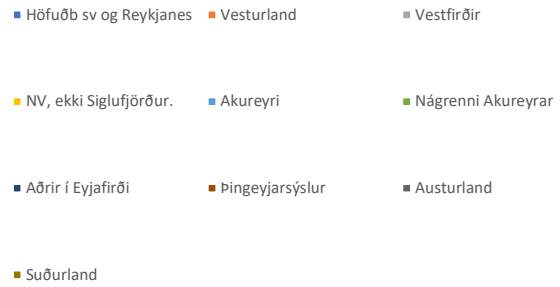 Höfuðb sv og Reykjanes
Vesturland
Vestfirðir
NV, ekki Siglufjörður.
Akureyri
Nágrenni Akureyrar
Aðrir í Eyjafirði
Þingeyjarsýslur
Austurland
Suðurland